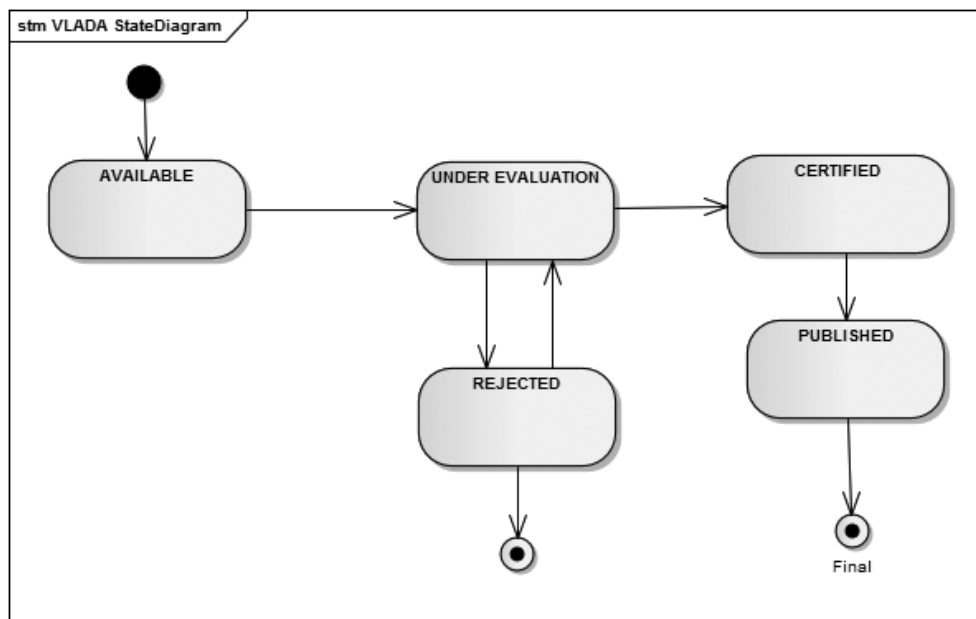 stm VLADA StateDiagram
AVAILABLE
UNDER EVALUATION
CERTIFIED
PUBLISHED
REJECTED
Final